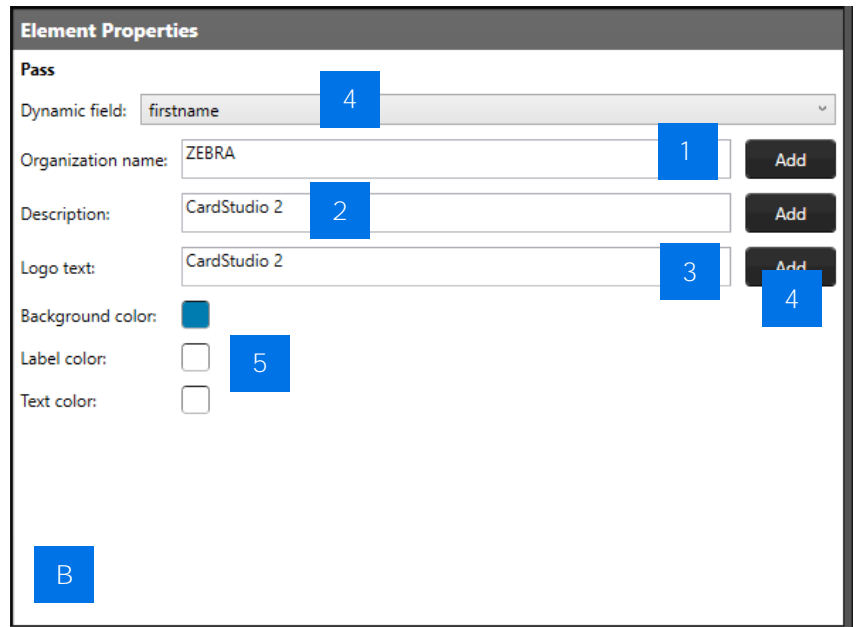 Element Properties
Pass
4
Dynamic field: firstname
Organization name: ZEBRA 1 Add
Description: CardStudio 2 2 Add
Logo text: CardStudio 2 3 Add
4
Background color:
Label color: 5
Text color:
B